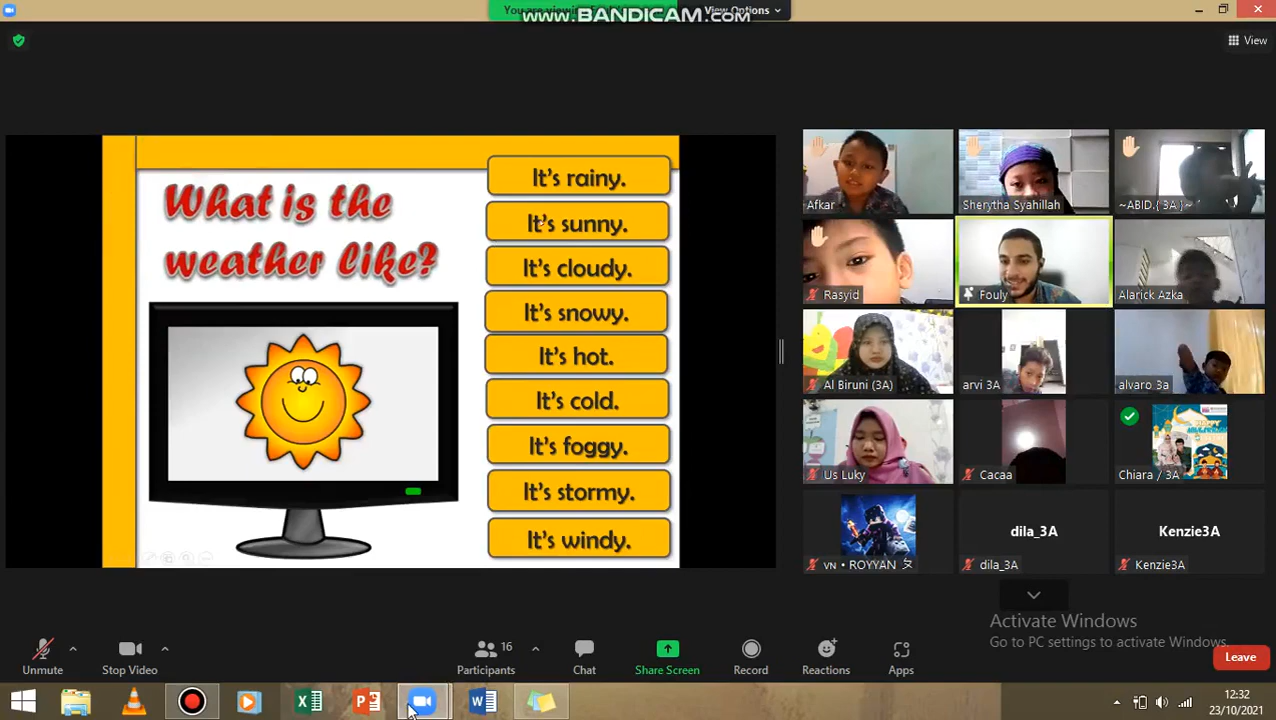 www.BANDICAM.com
View Options
View
What is the
weather like?
It's rainy.
It's sunny.
It's cloudy.
It's snowy.
It's hot.
It's cold.
It's foggy.
It's stormy.
It's windy.
Afkar
Sherytha Syahillah
~ABID.{ 3A }~
Rasyid
Fouly
Alarick Azka
Al Biruni (3A)
arvi 3A
alvaro 3a
Us Luky
Cacaa
Chiara / 3A
dila_3A
Kenzie3A
dila_3A
Kenzie3A
Activate Windows
Go to PC settings to activate Windows.
Unmute
Stop Video
16
Participants
Chat
Share Screen
Record
Reactions
Apps
Leave
12:32
23/10/2021